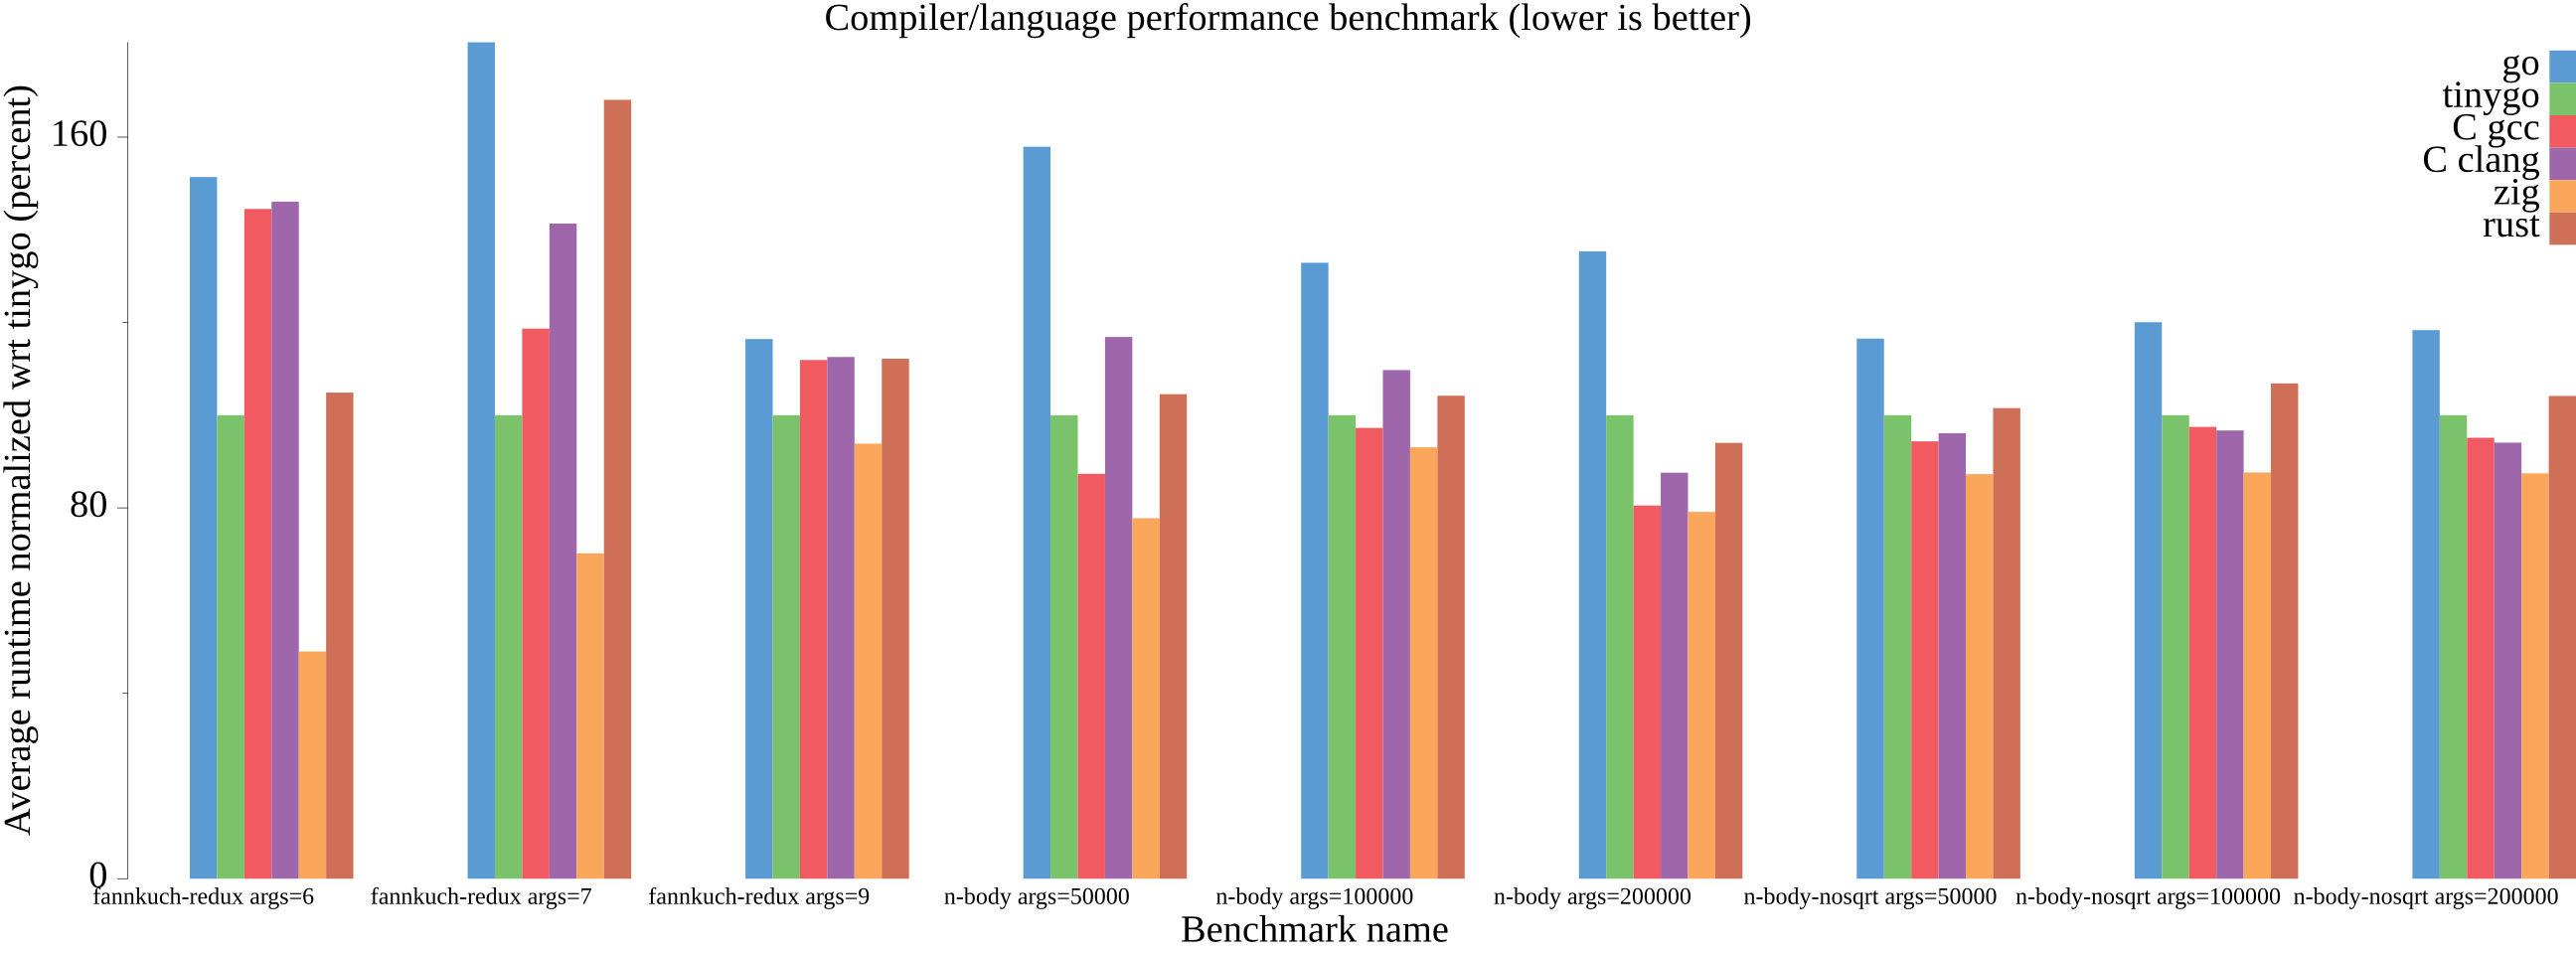 Compiler/language performance benchmark (lower is better)
Average runtime normalized wrt tinygo (percent)
160
80
0
go
tinygo
C gcc
C clang
zig
rust
fannkuch-redux args=6
fannkuch-redux args=7
fannkuch-redux args=9
n-body args=50000
n-body args=100000
n-body args=200000
n-body-nosqrt args=50000
n-body-nosqrt args=100000
n-body-nosqrt args=200000
Benchmark name